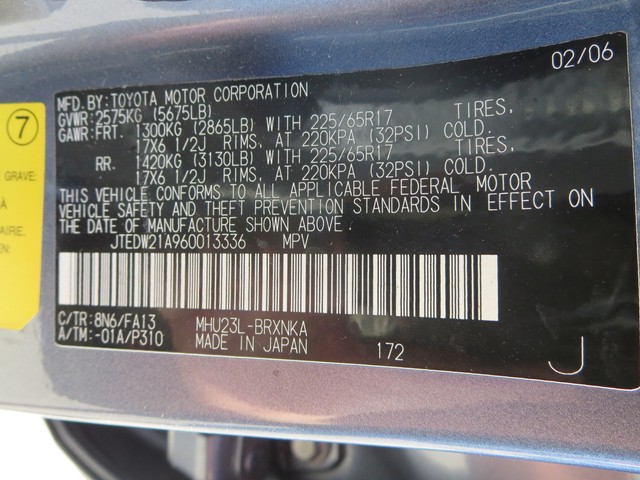 02/06
MFD.BY:TOYOTA MOTOR CORPORATION
GVWR:2575KG (5675LB)
GAWR:FRT. 1300KG (2865LB) WITH 225/65R17 TIRES,
17X6 1/2J RIMS, AT 220KPA (32PSI) COLD.
RR. 1420KG (3130LB) WITH 225/65R17 TIRES,
17X6 1/2J RIMS, AT 220KPA (32PSI) COLD.
THIS VEHICLE CONFORMS TO ALL APPLICABLE FEDERAL MOTOR
VEHICLE SAFETY AND THEFT PREVENTION STANDARDS IN EFFECT ON
THE DATE OF MANUFACTURE SHOWN ABOVE.
JTEDW21A960013336 MPV
C/TR: 8N6/FA13 MHU23L-BRXNKA
A/TM: -01A/P310 MADE IN JAPAN 172
J
7
GRAVE
À
AIRE.
EN: